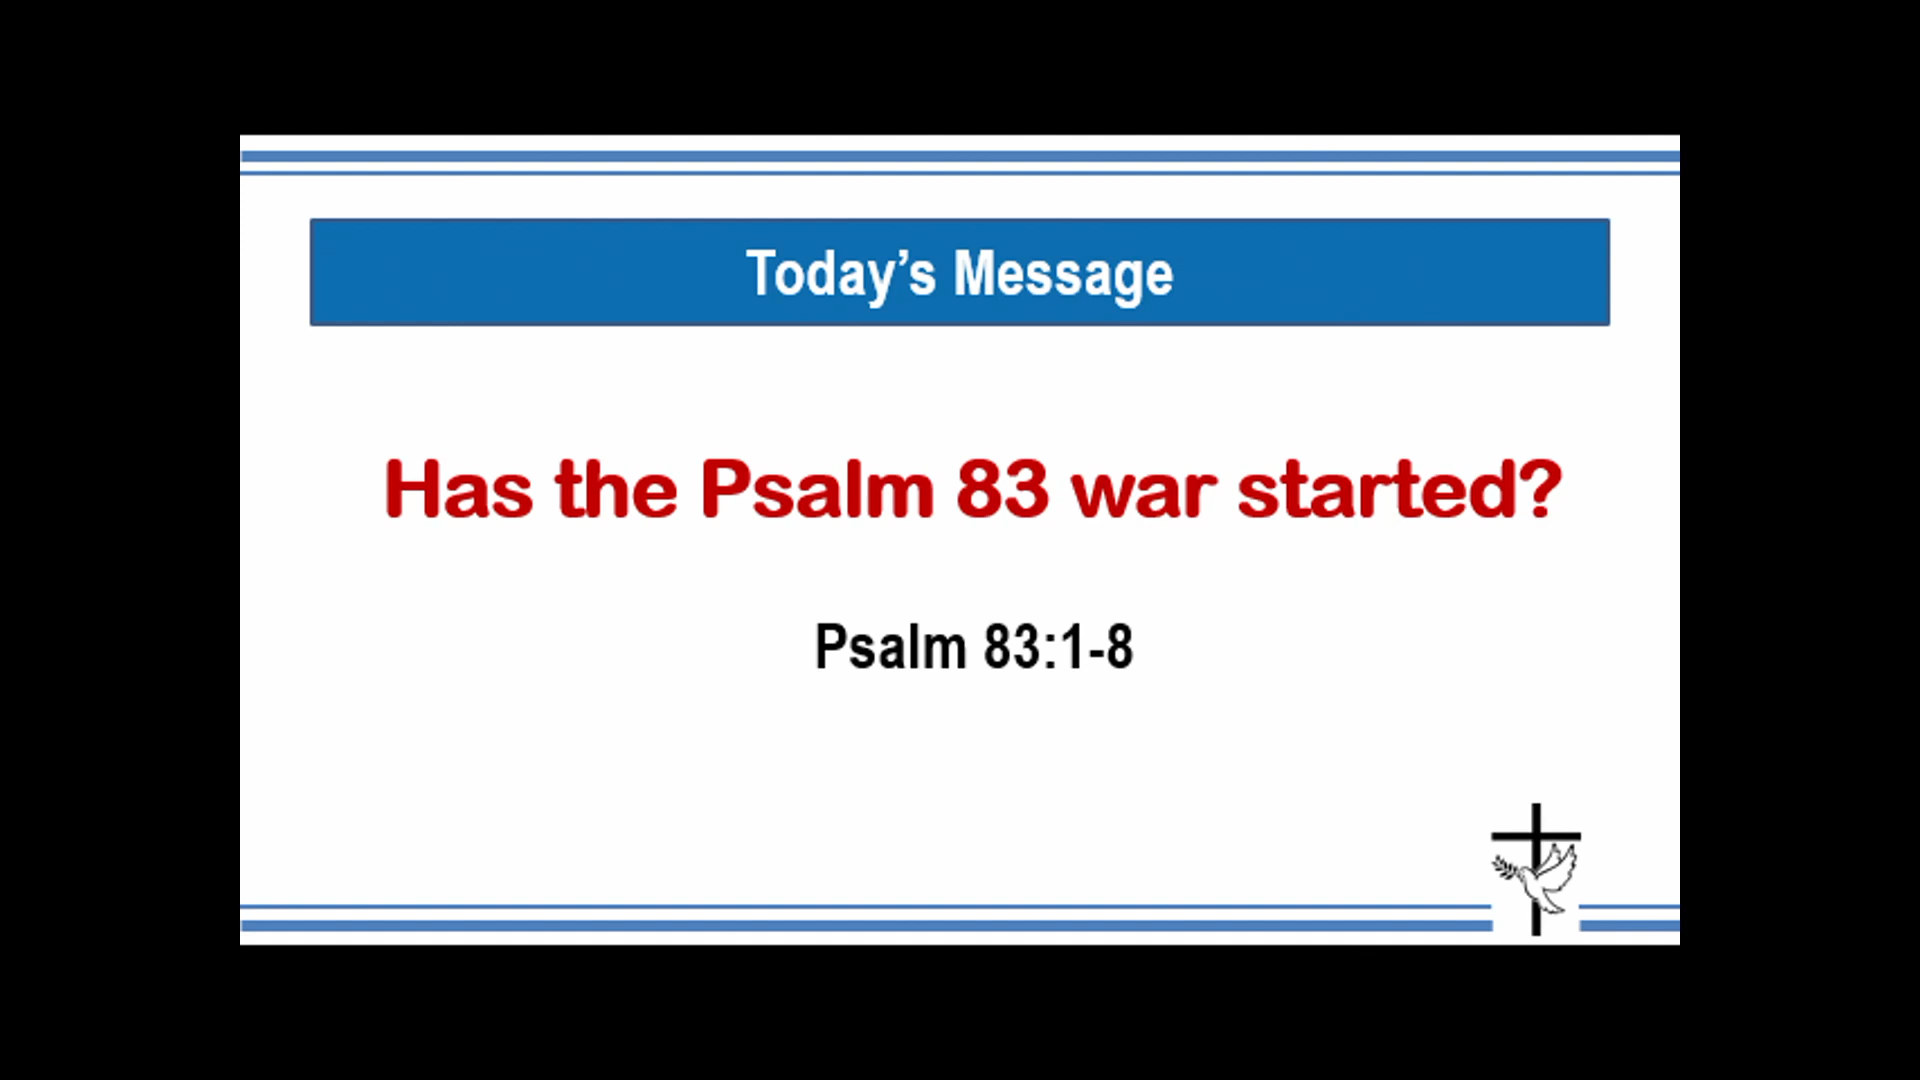 Today’s Message
Has the Psalm 83 war started?
Psalm 83:1-8